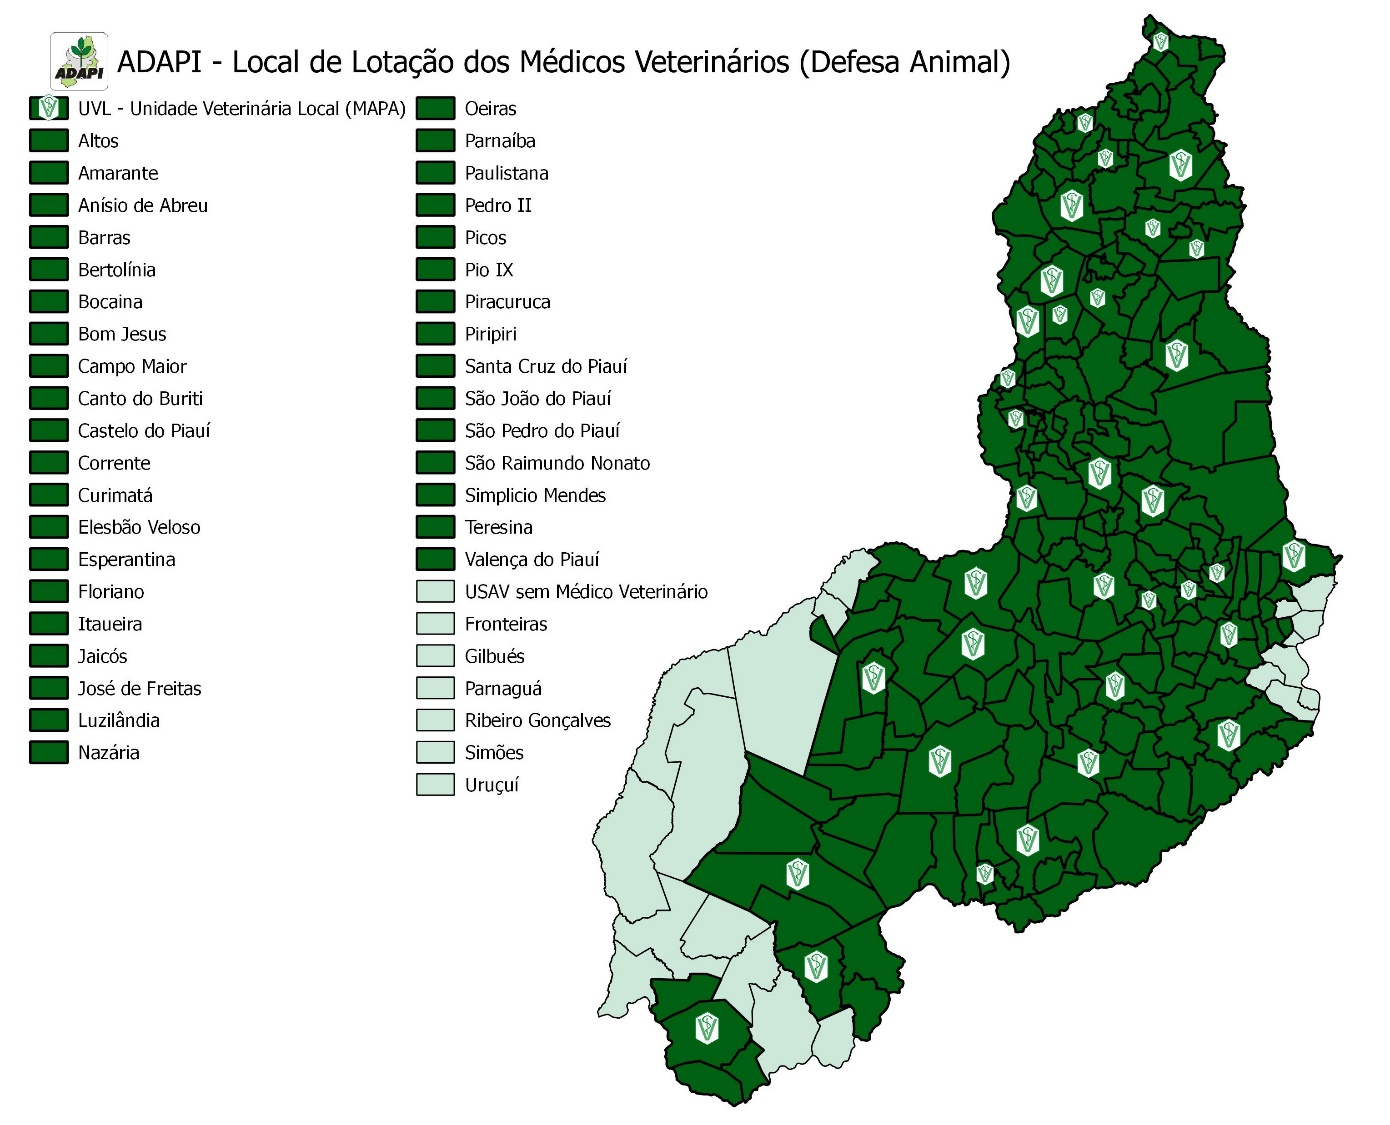 ADAPI
ADAPI - Local de Lotação dos Médicos Veterinários (Defesa Animal)
UVL - Unidade Veterinária Local (MAPA)
Altos
Amarante
Anísio de Abreu
Barras
Bertolínia
Bocaina
Bom Jesus
Campo Maior
Canto do Buriti
Castelo do Piauí
Corrente
Curimatá
Elesbão Veloso
Esperantina
Floriano
Itaueira
Jaicós
José de Freitas
Luzilândia
Nazária
Oeiras
Parnaíba
Paulistana
Pedro II
Picos
Pio IX
Piracuruca
Piripiri
Santa Cruz do Piauí
São João do Piauí
São Pedro do Piauí
São Raimundo Nonato
Simplicio Mendes
Teresina
Valença do Piauí
USAV sem Médico Veterinário
Fronteiras
Gilbués
Parnaguá
Ribeiro Gonçalves
Simões
Uruçuí